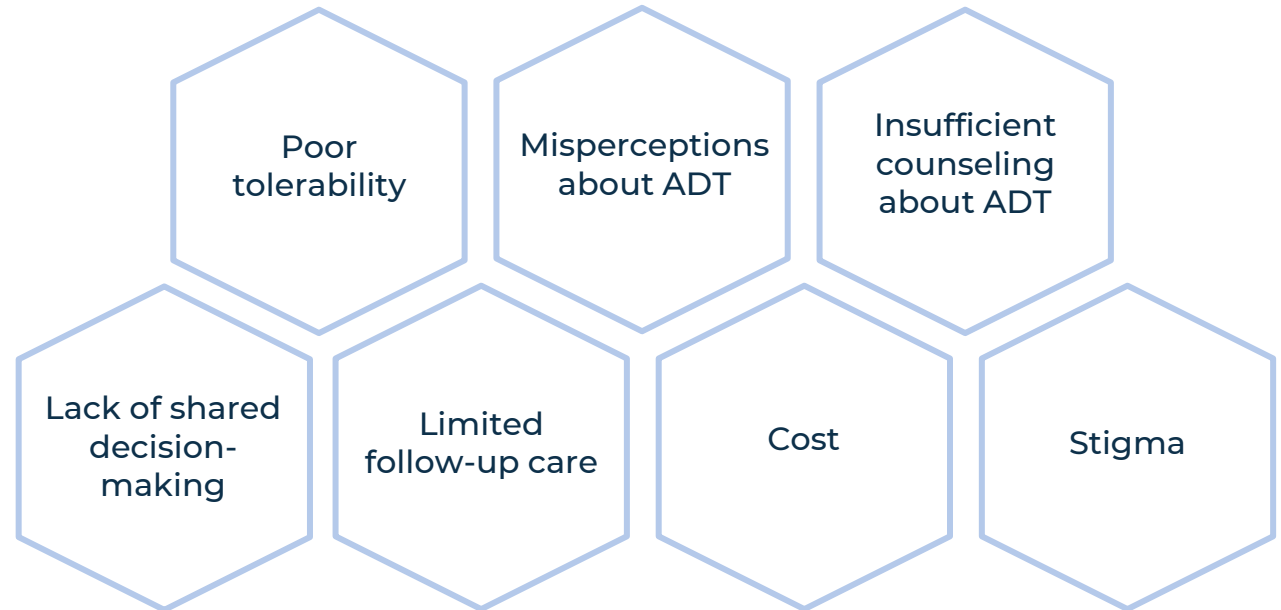 Poor
tolerability
Misperceptions
about ADT
Insufficient
counseling
about ADT
Lack of shared
decision-
making
Limited
follow-up care
Cost
Stigma